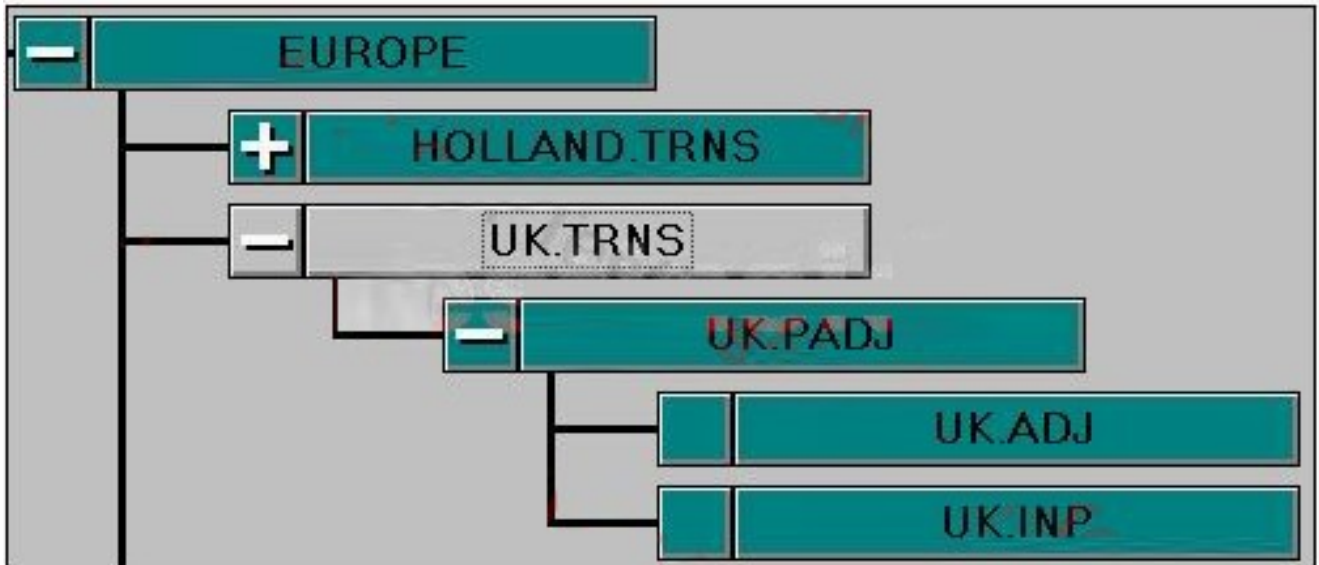 EUROPE
HOLLAND.TRNS
UK.TRNS
UK.PADJ
UK.ADJ
UK.INP